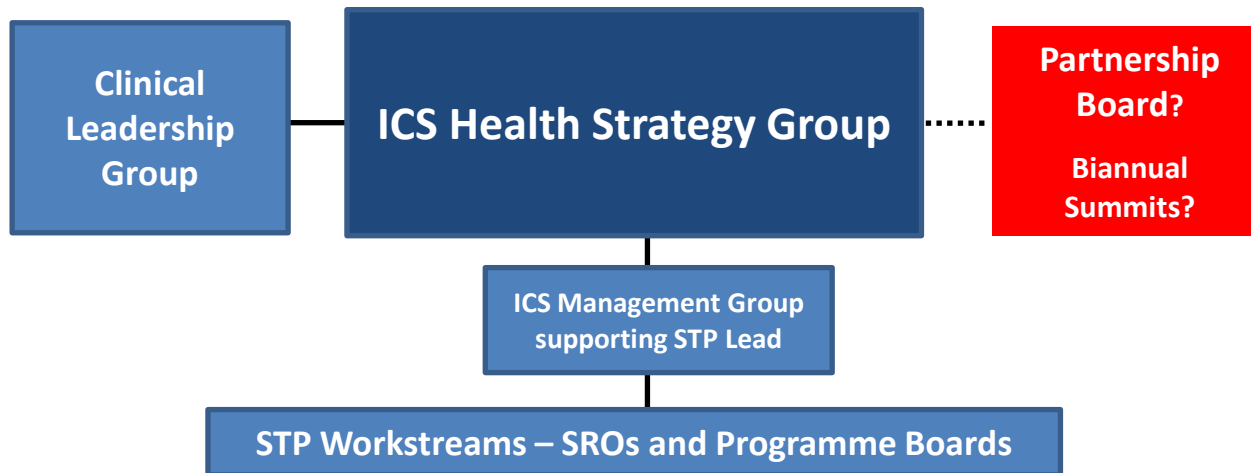 Clinical
Leadership
Group
ICS Health Strategy Group
Partnership
Board?
Biannual
Summits?
ICS Management Group
supporting STP Lead
STP Workstreams – SROs and Programme Boards